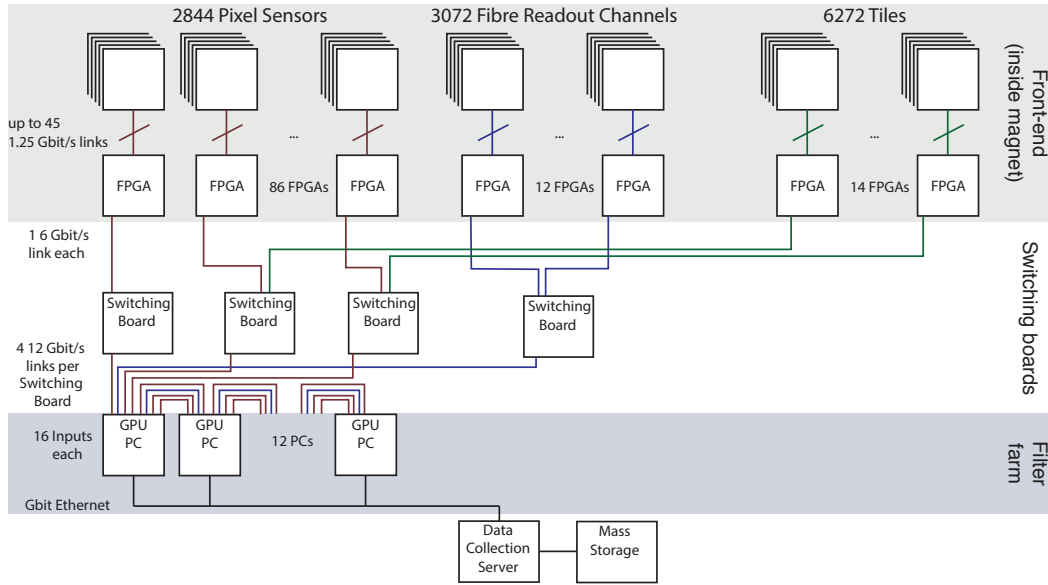 2844 Pixel Sensors
3072 Fibre Readout Channels
6272 Tiles
Front-end
(inside magnet)
up to 45
1.25 Gbit/s links
...
...
...
FPGA
FPGA
86 FPGAs
FPGA
FPGA
12 FPGAs
FPGA
FPGA
14 FPGAs
FPGA
1 6 Gbit/s
link each
Switching boards
Switching
Board
Switching
Board
Switching
Board
Switching
Board
4 12 Gbit/s
links per
Switching
Board
16 Inputs
each
GPU
PC
GPU
PC
12 PCs
GPU
PC
Filter
farm
Gbit Ethernet
Data
Collection
Server
Mass
Storage